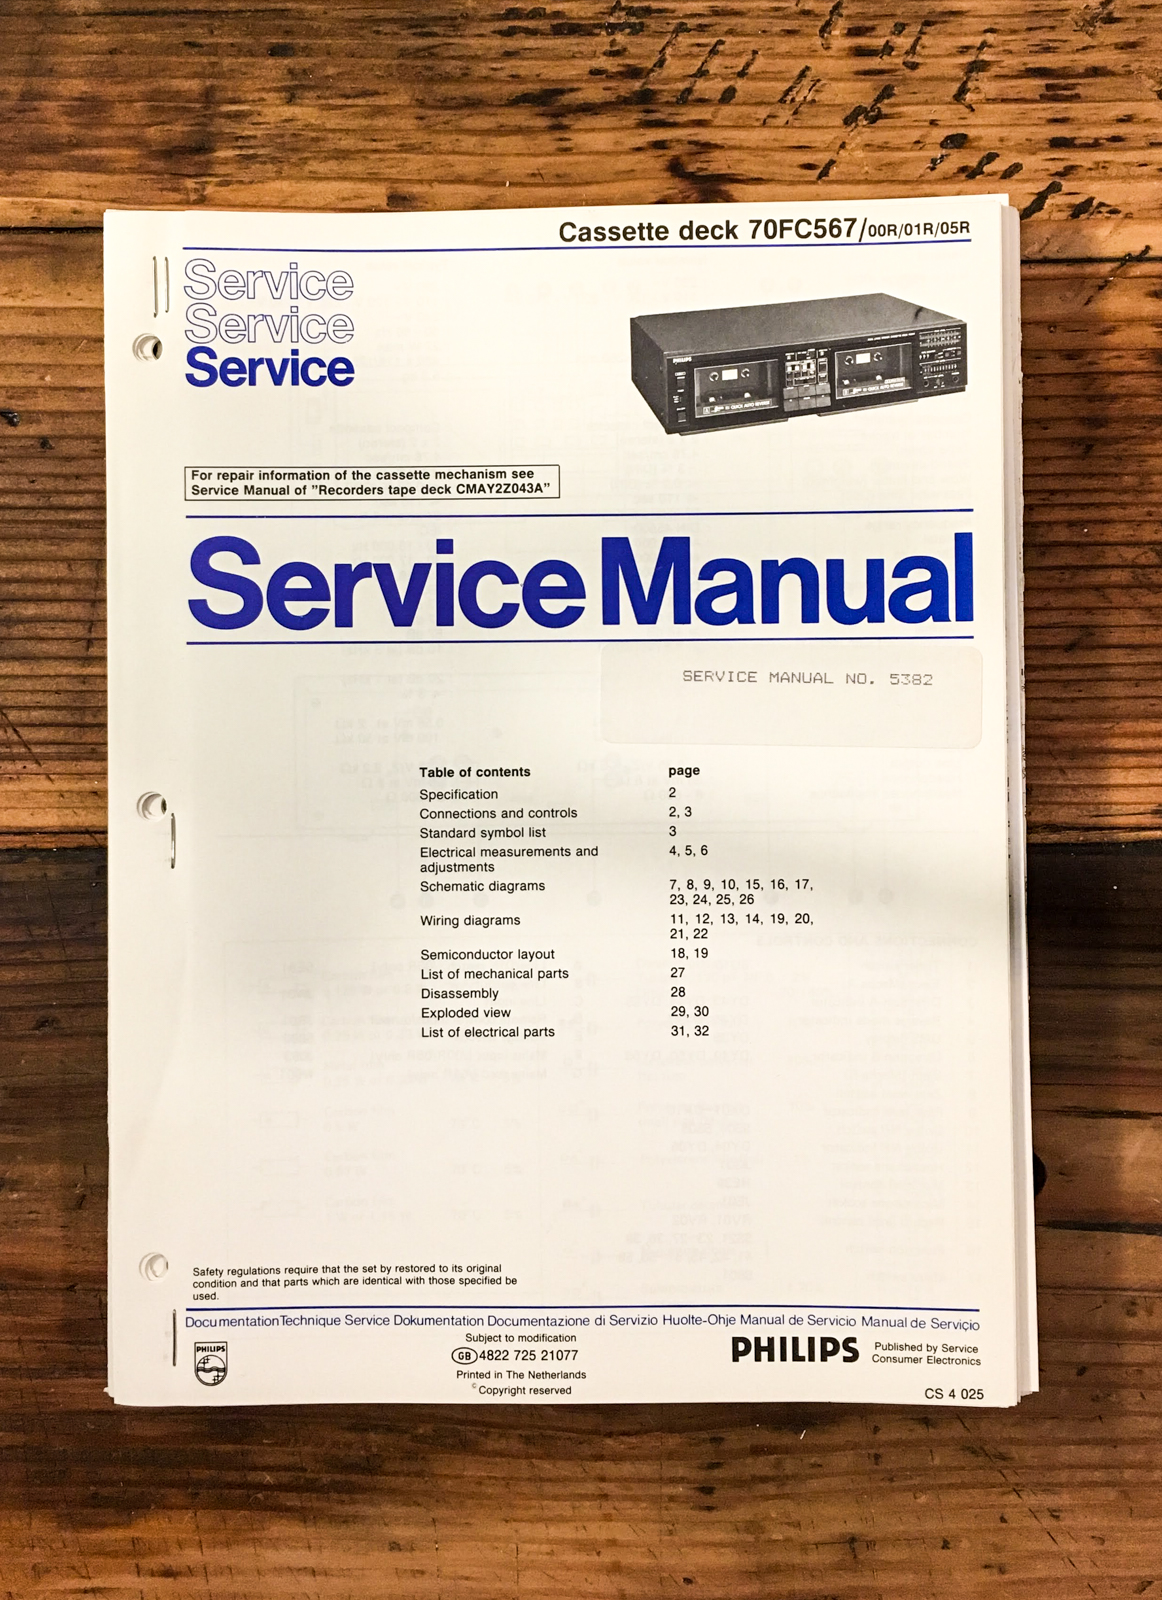 Cassette deck 70FC567/00R/01R/05R
Service
Service
Service
PHILIPS
For repair information of the cassette mechanism see
Service Manual of "Recorders tape deck CMAY2Z043A"
Service Manual
SERVICE MANUAL NO. 5382
Table of contents page
Specification 2
Connections and controls 2, 3
Standard symbol list 3
Electrical measurements and 4, 5, 6
adjustments
Schematic diagrams 7, 8, 9, 10, 15, 16, 17,
23, 24, 25, 26
Wiring diagrams 11, 12, 13, 14, 19, 20,
21, 22
Semiconductor layout 18, 19
List of mechanical parts 27
Disassembly 28
Exploded view 29, 30
List of electrical parts 31, 32
Safety regulations require that the set by restored to its original
condition and that parts which are identical with those specified be
used.
Documentation Technique Service Dokumentation Documentazione di Servizio Huolte-Ohje Manual de Servicio Manual de Serviçio
PHILIPS
Subject to modification
GB 4822 725 21077
Printed in The Netherlands
© Copyright reserved
PHILIPS
Published by Service
Consumer Electronics
CS 4 025